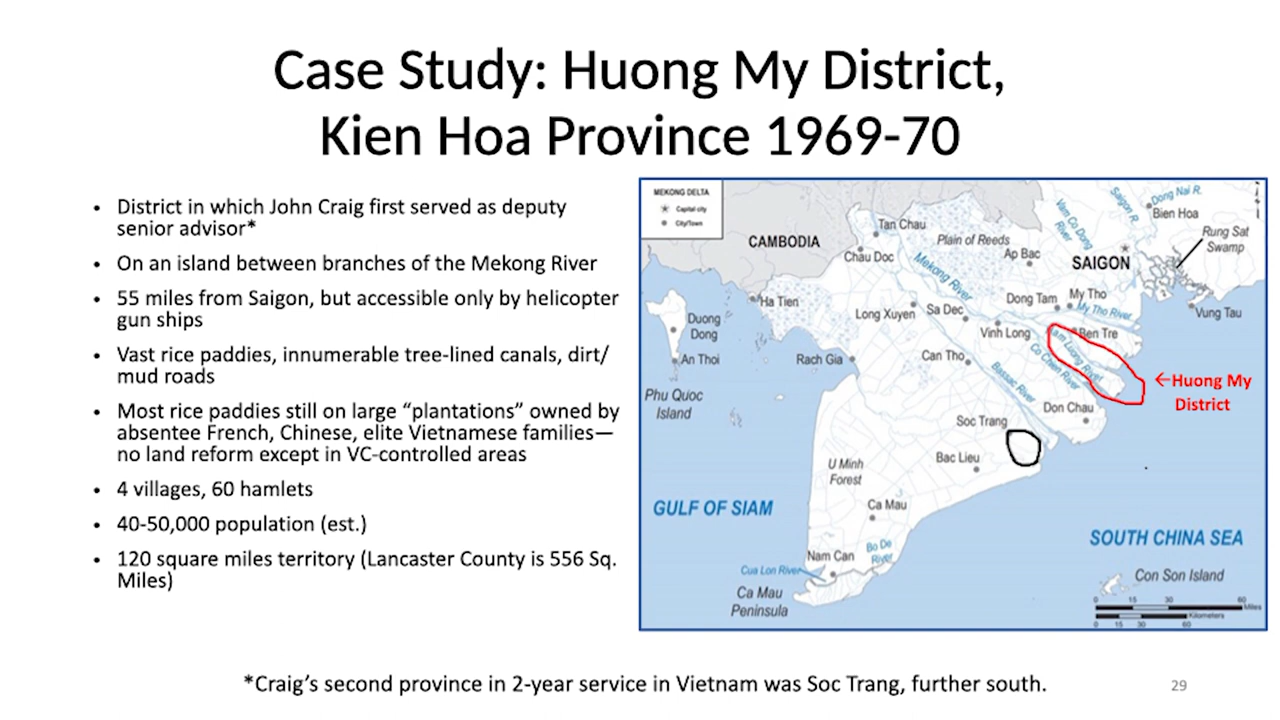 Case Study: Huong My District,
Kien Hoa Province 1969-70
• District in which John Craig first served as deputy
senior advisor*
• On an island between branches of the Mekong River
• 55 miles from Saigon, but accessible only by helicopter
gun ships
• Vast rice paddies, innumerable tree-lined canals, dirt/
mud roads
• Most rice paddies still on large “plantations” owned by
absentee French, Chinese, elite Vietnamese families—
no land reform except in VC-controlled areas
• 4 villages, 60 hamlets
• 40-50,000 population (est.)
• 120 square miles territory (Lancaster County is 556 Sq.
Miles)
MEKONG DELTA
Capital city
City/Town
CAMBODIA
Tan Chau
Chau Doc
Plain of Reeds
Ap Bac
Mekong River
Vam Co Dong
River
Saigon R.
Dong Nai R.
Bien Hoa
Rung Sat
Swamp
SAIGON
Ha Tien
Duong
Dong
An Thoi
Phu Quoc
Island
Long Xuyen
Sa Dec
Dong Tam
My Tho
My Tho River
Vung Tau
Vinh Long
Ben Tre
Rach Gia
Can Tho
Co Chien River
Bassac River
←Huong My
District
Don Chau
Soc Trang
Bac Lieu
U Minh
Forest
GULF OF SIAM
Ca Mau
SOUTH CHINA SEA
Nam Can
Bo De
River
Cua Lon River
Ca Mau
Peninsula
Con Son Island
0 15 30 60
Miles
Kilometers
0 15 30 60
*Craig’s second province in 2-year service in Vietnam was Soc Trang, further south.
29